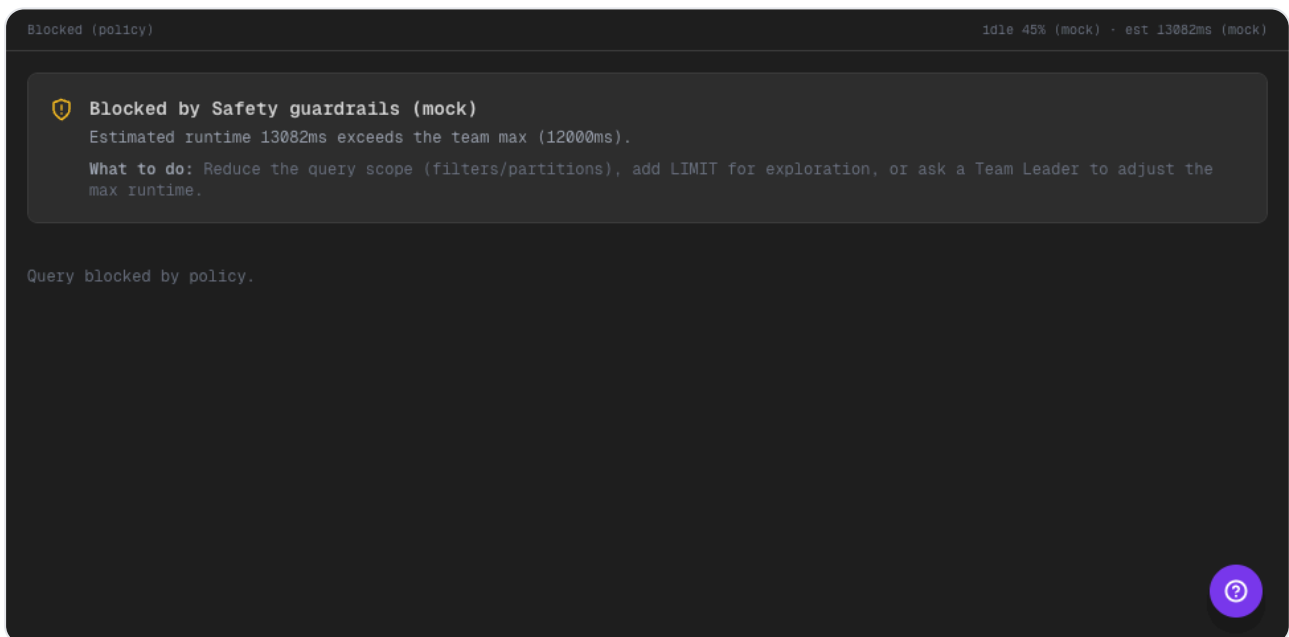 Blocked (policy)
idle 45% (mock) · est 13082ms (mock)
Blocked by Safety guardrails (mock)
Estimated runtime 13082ms exceeds the team max (12000ms).
What to do: Reduce the query scope (filters/partitions), add LIMIT for exploration, or ask a Team Leader to adjust the
max runtime.
Query blocked by policy.
?